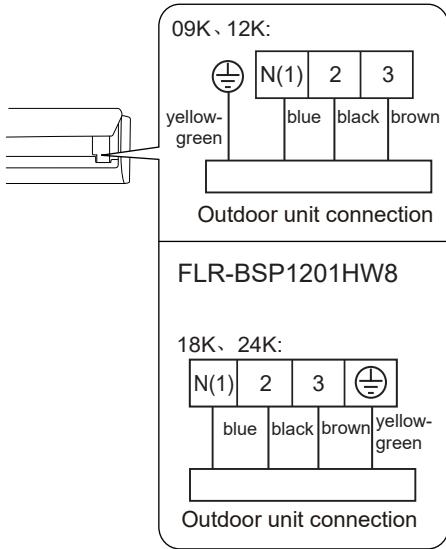 09K、12K:
N(1) 2 3
yellow-
green
blue black brown
Outdoor unit connection
FLR-BSP1201HW8
18K、24K:
N(1) 2 3
blue black brown yellow-
green
Outdoor unit connection